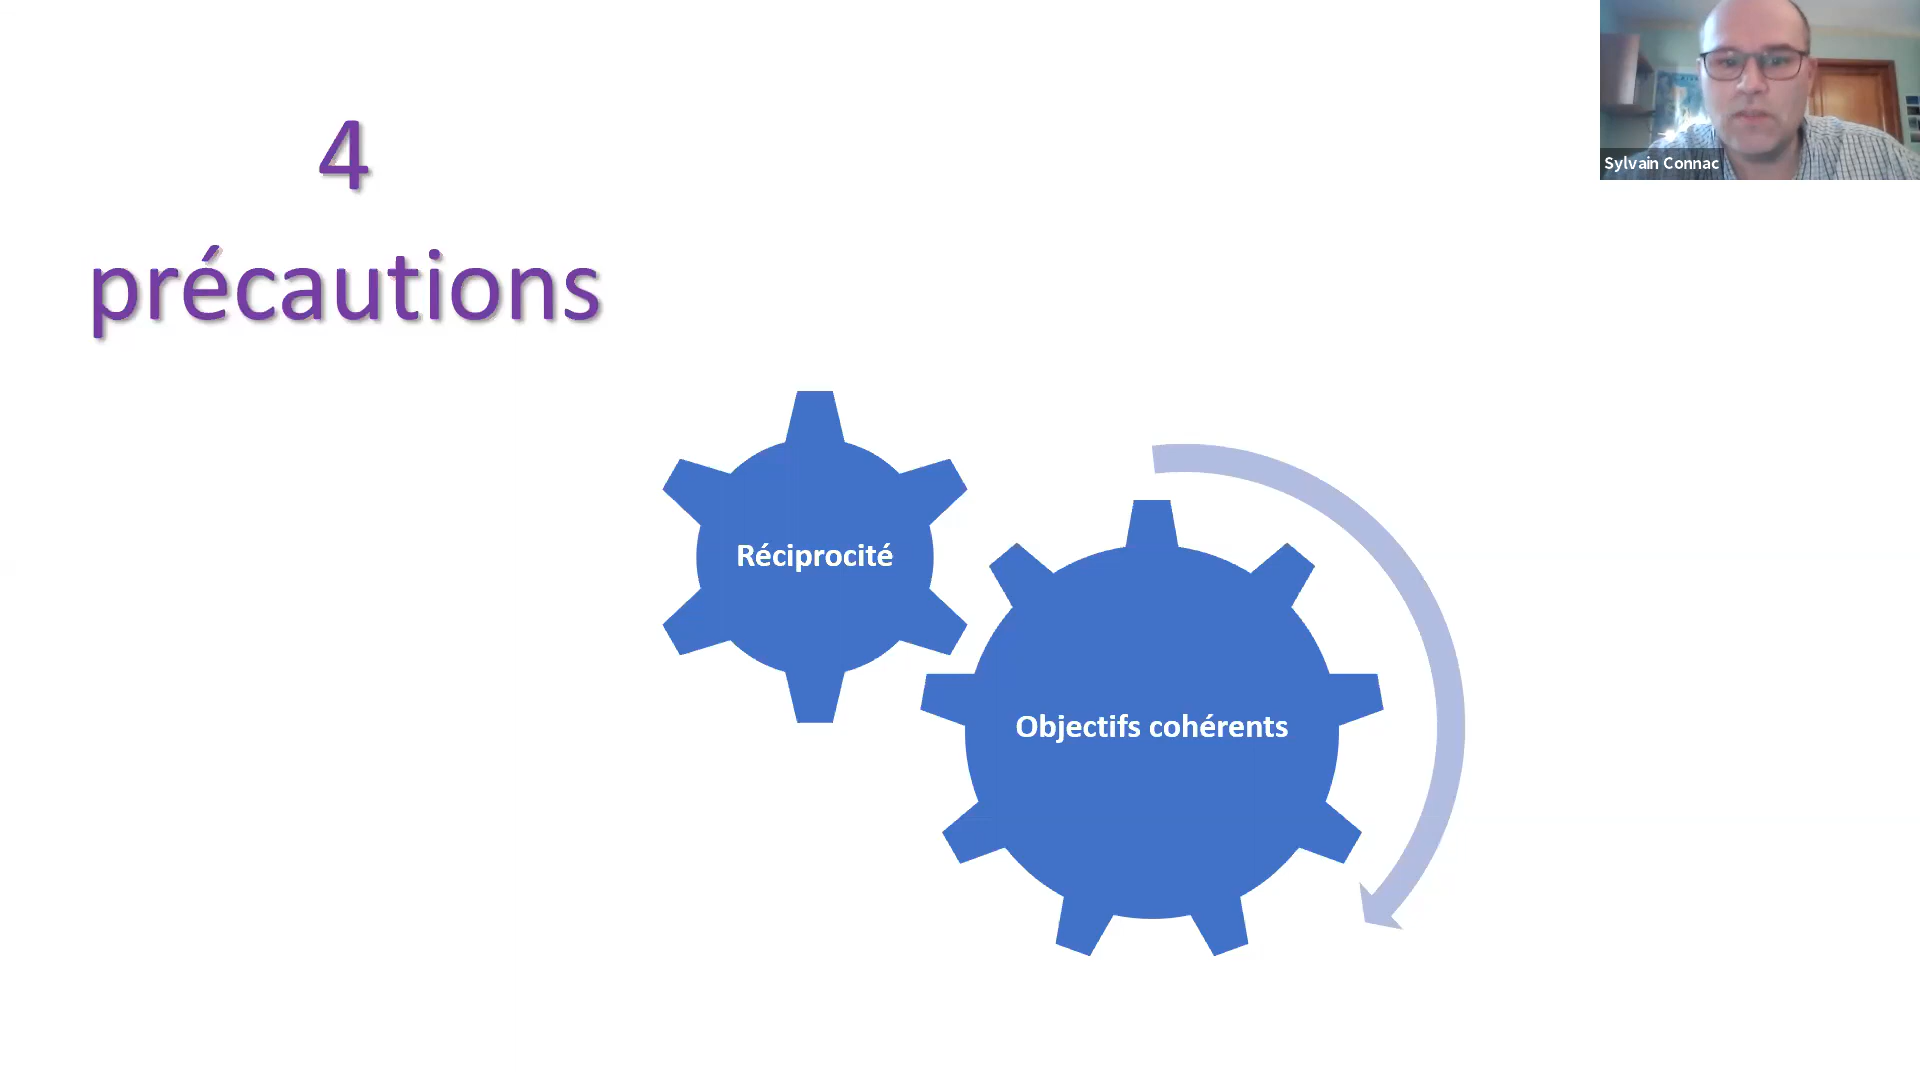 4
précautions
Sylvain Connac
Réciprocité
Objectifs cohérents